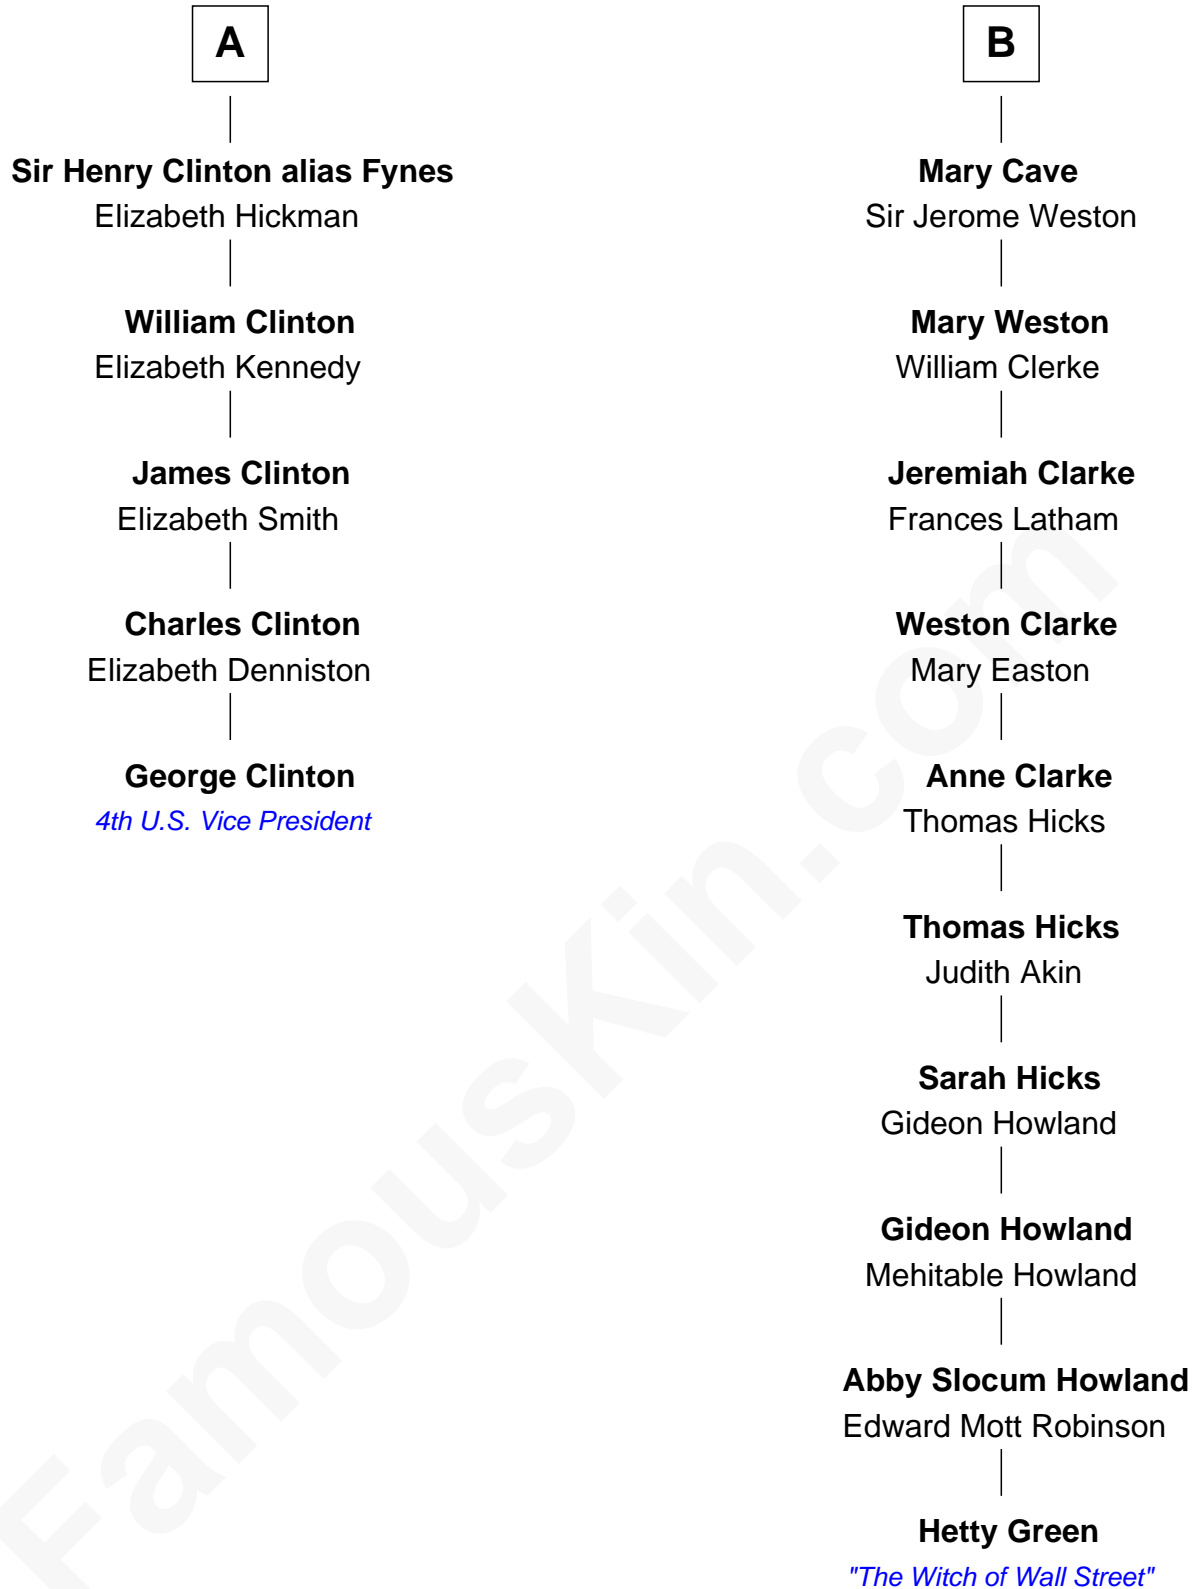 A
Sir Henry Clinton alias Fynes
Elizabeth Hickman
William Clinton
Elizabeth Kennedy
James Clinton
Elizabeth Smith
Charles Clinton
Elizabeth Denniston
George Clinton
4th U.S. Vice President
B
Mary Cave
Sir Jerome Weston
Mary Weston
William Clerke
Jeremiah Clarke
Frances Latham
Weston Clarke
Mary Easton
Anne Clarke
Thomas Hicks
Thomas Hicks
Judith Akin
Sarah Hicks
Gideon Howland
Gideon Howland
Mehitable Howland
Abby Slocum Howland
Edward Mott Robinson
Hetty Green
"The Witch of Wall Street"
FamousKin.com